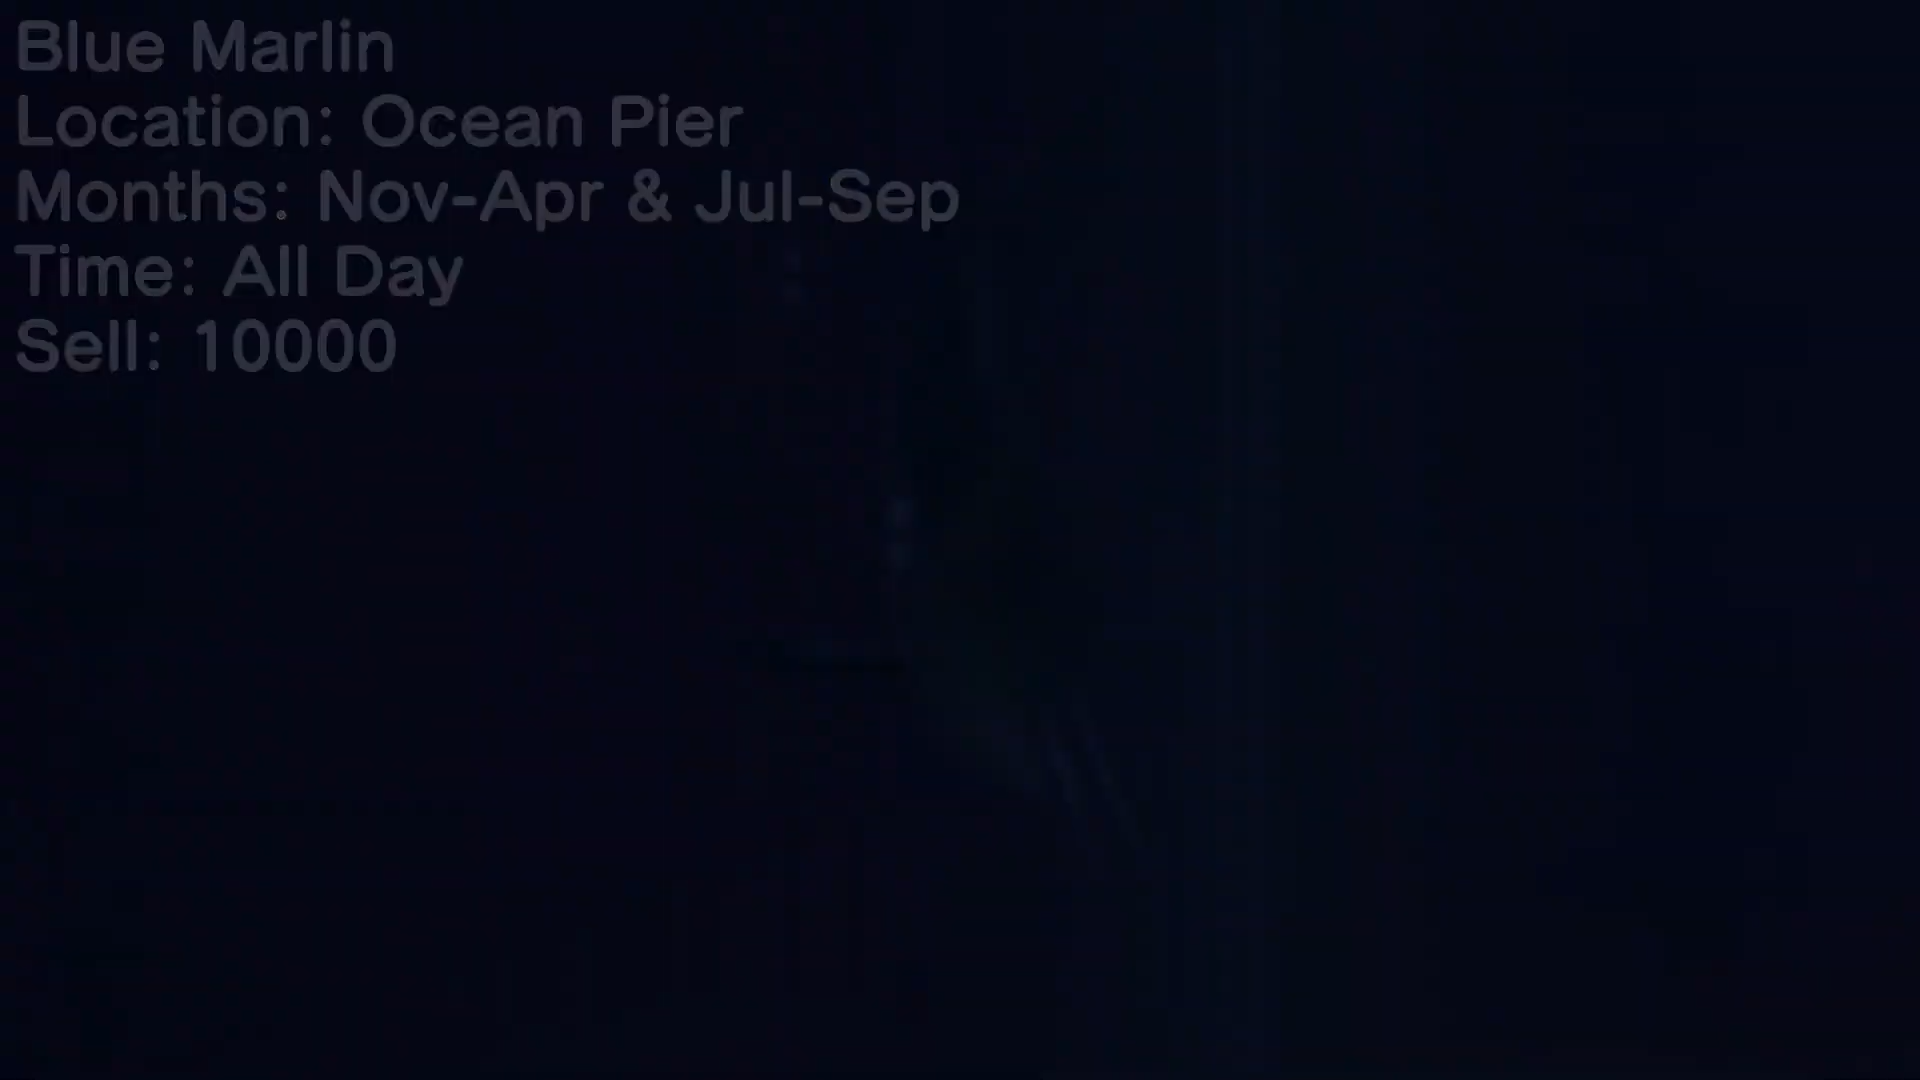 Blue Marlin
Location: Ocean Pier
Months: Nov-Apr & Jul-Sep
Time: All Day
Sell: 10000